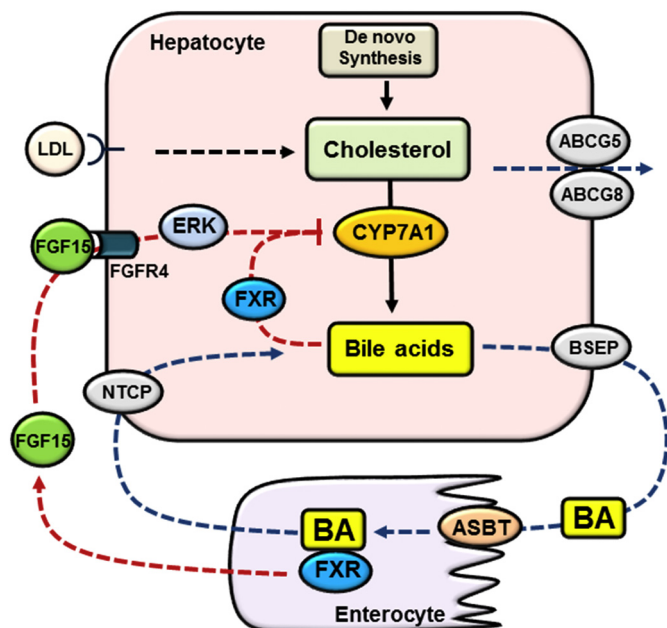 Hepatocyte
De novo
Synthesis
LDL
Cholesterol
ABCG5
ABCG8
ERK
FGF15
FGFR4
CYP7A1
FXR
Bile acids
BSEP
NTCP
FGF15
BA
ASBT
BA
FXR
Enterocyte